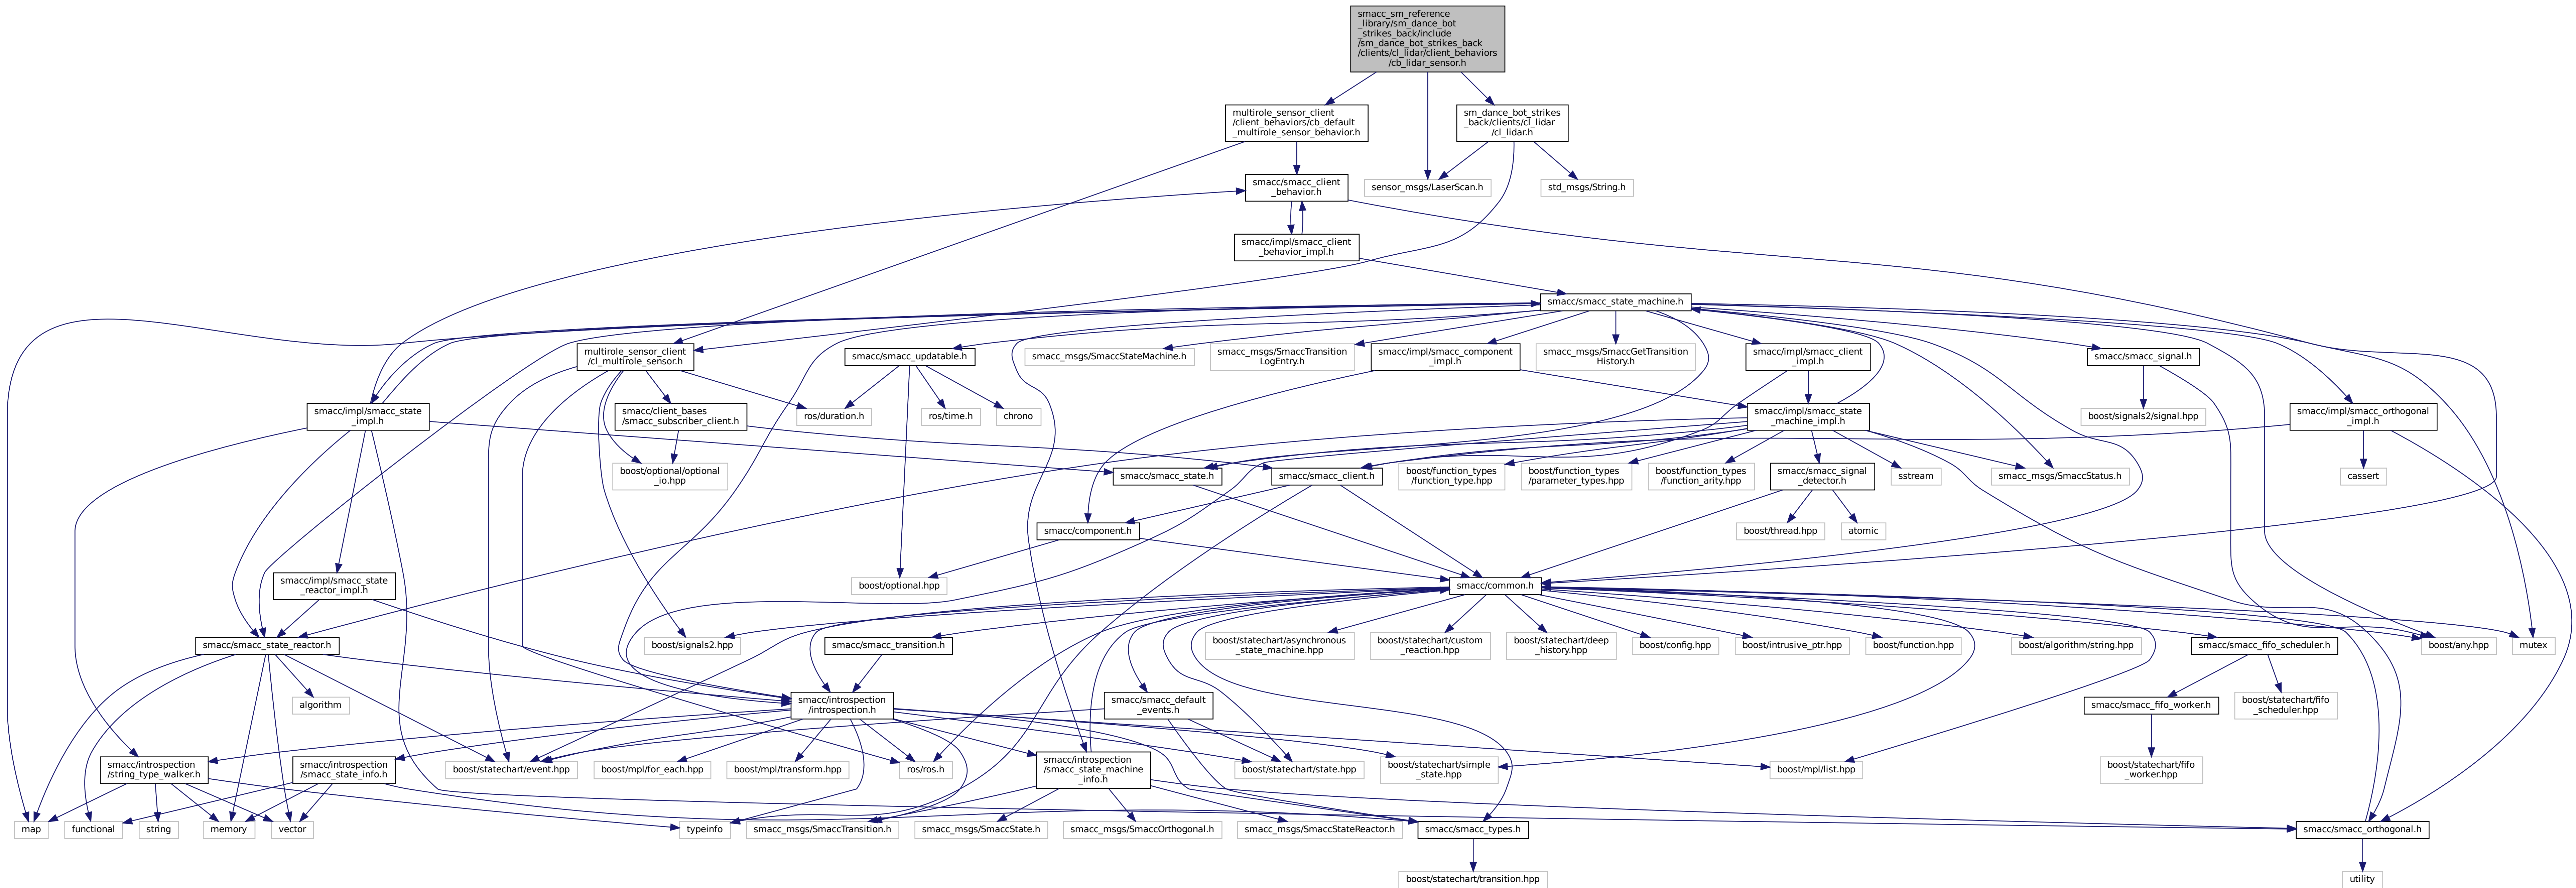 smacc_sm_reference
_library/sm_dance_bot
_strikes_back/include
/sm_dance_bot_strikes_back
/clients/cl_lidar/client_behaviors
/cb_lidar_sensor.h
multirole_sensor_client
/client_behaviors/cb_default
_multirole_sensor_behavior.h
sm_dance_bot_strikes
_back/clients/cl_lidar
/cl_lidar.h
smacc/smacc_client
_behavior.h
sensor_msgs/LaserScan.h
std_msgs/String.h
smacc/impl/smacc_client
_behavior_impl.h
smacc/smacc_state_machine.h
multirole_sensor_client
/cl_multirole_sensor.h
smacc/smacc_updatable.h
smacc_msgs/SmaccStateMachine.h
smacc_msgs/SmaccTransition
LogEntry.h
smacc/impl/smacc_component
_impl.h
smacc_msgs/SmaccGetTransition
History.h
smacc/impl/smacc_client
_impl.h
smacc/smacc_signal.h
smacc/impl/smacc_state
_impl.h
smacc/client_bases
/smacc_subscriber_client.h
ros/duration.h
ros/time.h
chrono
smacc/impl/smacc_state
_machine_impl.h
boost/signals2/signal.hpp
smacc/impl/smacc_orthogonal
_impl.h
boost/optional/optional
_io.hpp
smacc/smacc_state.h
smacc/smacc_client.h
boost/function_types
/function_type.hpp
boost/function_types
/parameter_types.hpp
boost/function_types
/function_arity.hpp
smacc/smacc_signal
_detector.h
sstream
smacc_msgs/SmaccStatus.h
cassert
smacc/component.h
boost/thread.hpp
atomic
smacc/impl/smacc_state
_reactor_impl.h
boost/optional.hpp
smacc/common.h
smacc/smacc_state_reactor.h
boost/signals2.hpp
smacc/smacc_transition.h
boost/statechart/asynchronous
_state_machine.hpp
boost/statechart/custom
_reaction.hpp
boost/statechart/deep
_history.hpp
boost/config.hpp
boost/intrusive_ptr.hpp
boost/function.hpp
boost/algorithm/string.hpp
smacc/smacc_fifo_scheduler.h
boost/any.hpp
mutex
algorithm
smacc/introspection
/introspection.h
smacc/smacc_default
_events.h
smacc/smacc_fifo_worker.h
boost/statechart/fifo
_scheduler.hpp
smacc/introspection
/string_type_walker.h
smacc/introspection
/smacc_state_info.h
boost/statechart/event.hpp
boost/mpl/for_each.hpp
boost/mpl/transform.hpp
ros/ros.h
smacc/introspection
/smacc_state_machine
_info.h
boost/statechart/state.hpp
boost/statechart/simple
_state.hpp
boost/mpl/list.hpp
boost/statechart/fifo
_worker.hpp
map
functional
string
memory
vector
typeinfo
smacc_msgs/SmaccTransition.h
smacc_msgs/SmaccState.h
smacc_msgs/SmaccOrthogonal.h
smacc_msgs/SmaccStateReactor.h
smacc/smacc_types.h
smacc/smacc_orthogonal.h
boost/statechart/transition.hpp
utility